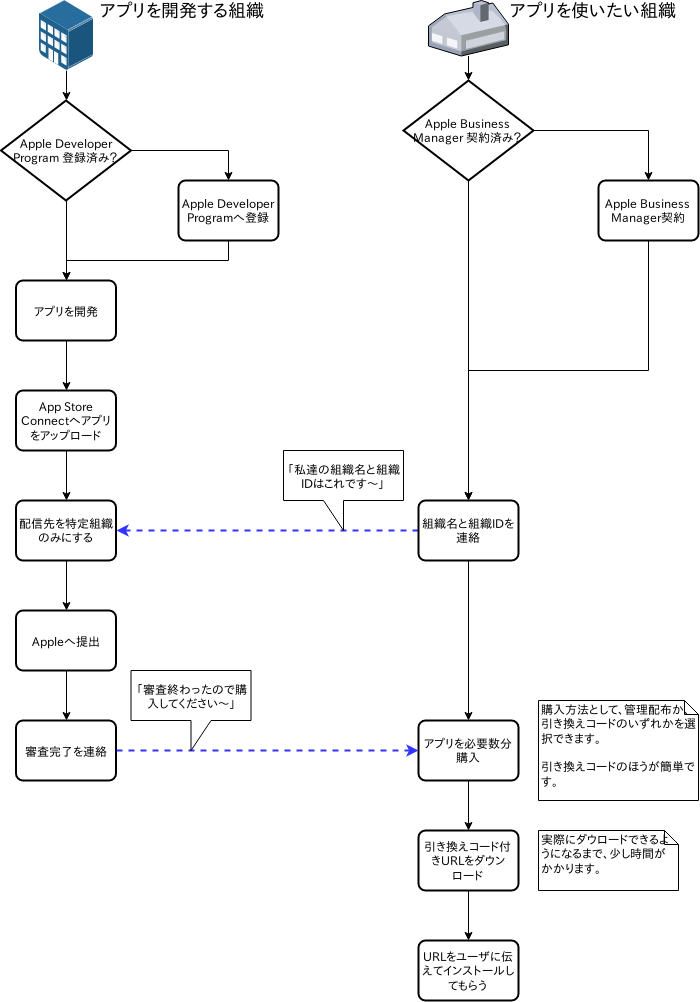 アプリを開発する組織
アプリを使いたい組織
Apple Developer
Program 登録済み?
Apple Developer
Programへ登録
アプリを開発
App Store
Connectへアプリ
をアップロード
配信先を特定組織
のみにする
Appleへ提出
審査完了を連絡
「私達の組織名と組織
IDはこれです〜」
「審査終わったので購
入してください〜」
Apple Business
Manager 契約済み?
Apple Business
Manager契約
組織名と組織IDを
連絡
アプリを必要数分
購入
購入方法として、管理配布か、
引き換えコードのいずれかを選
択できます。
引き換えコードのほうが簡単で
す。
引き換えコード付
きURLをダウン
ロード
実際にダウロードできるよ
うになるまで、少し時間が
かかります。
URLをユーザに伝
えてインストールし
てもらう